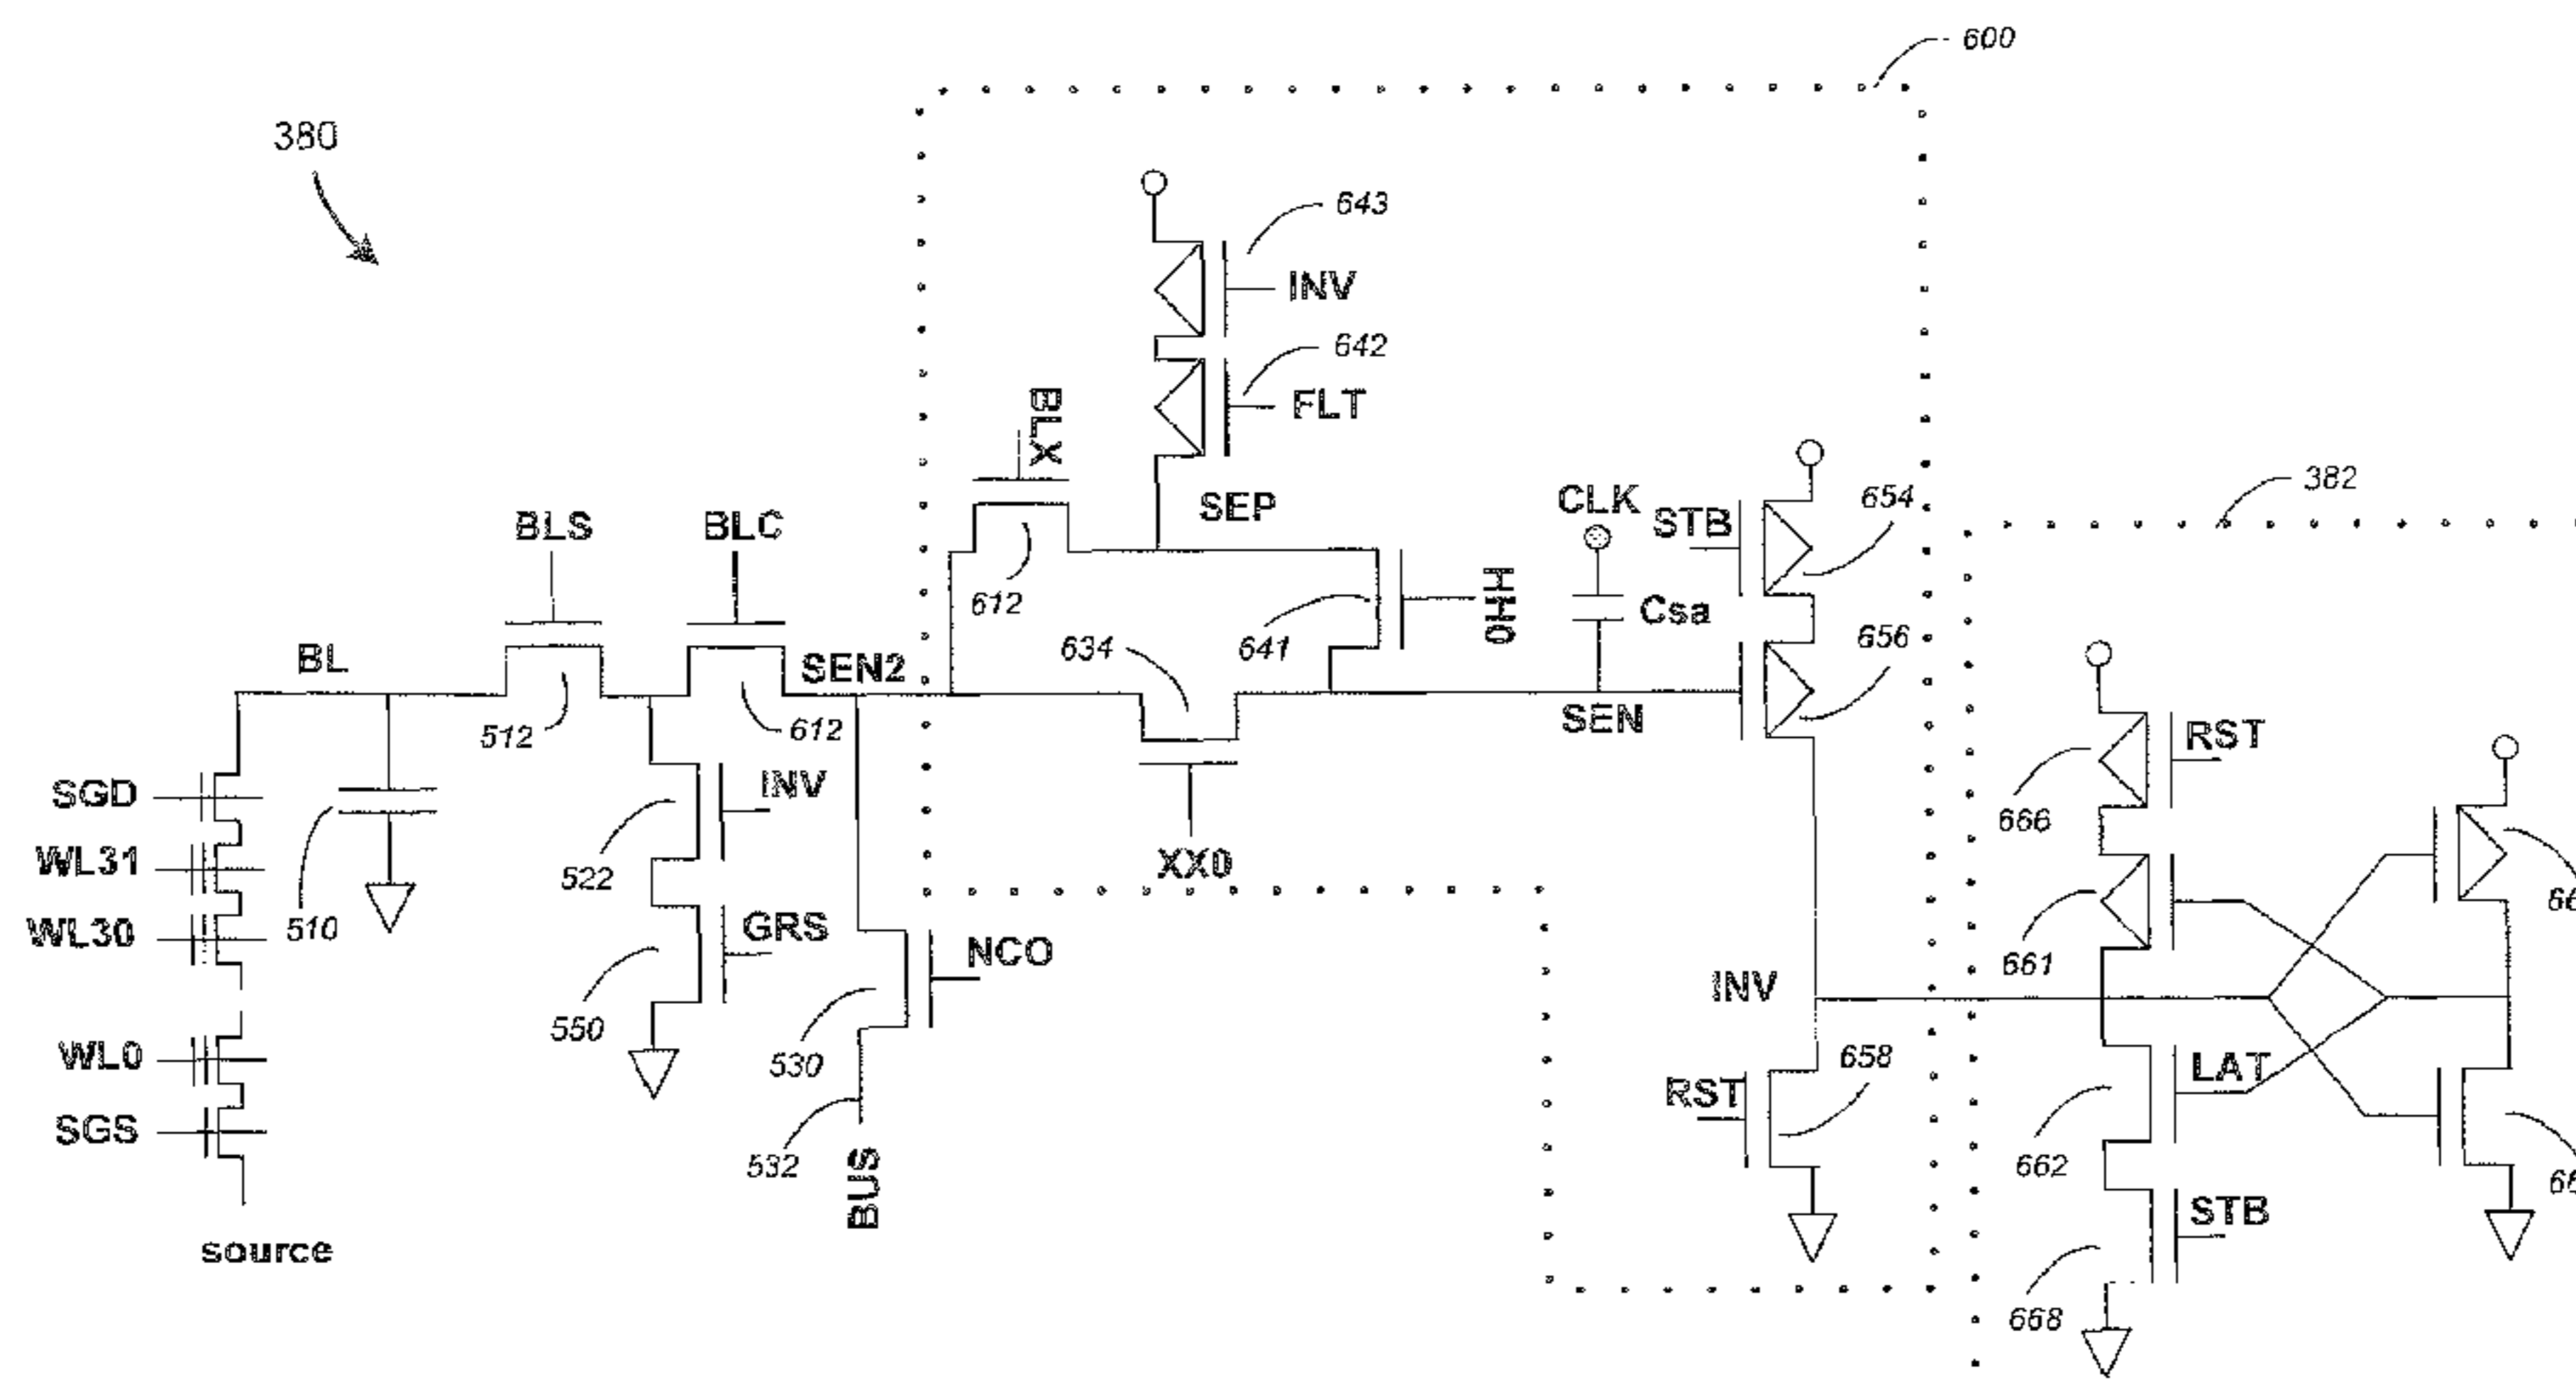 600
380
643
INV
642
FLT
BLX
SEP
CLK
STB
654
382
BLS
BLC
612
641
HH0
Csa
634
656
BL
SEN2
SEN
512
612
RST
666
SGD
INV
XX0
WL31
522
661
WL30
510
GRS
NCO
INV
550
530
WL0
658
LAT
RST
SGS
532
BUS
662
STB
source
668